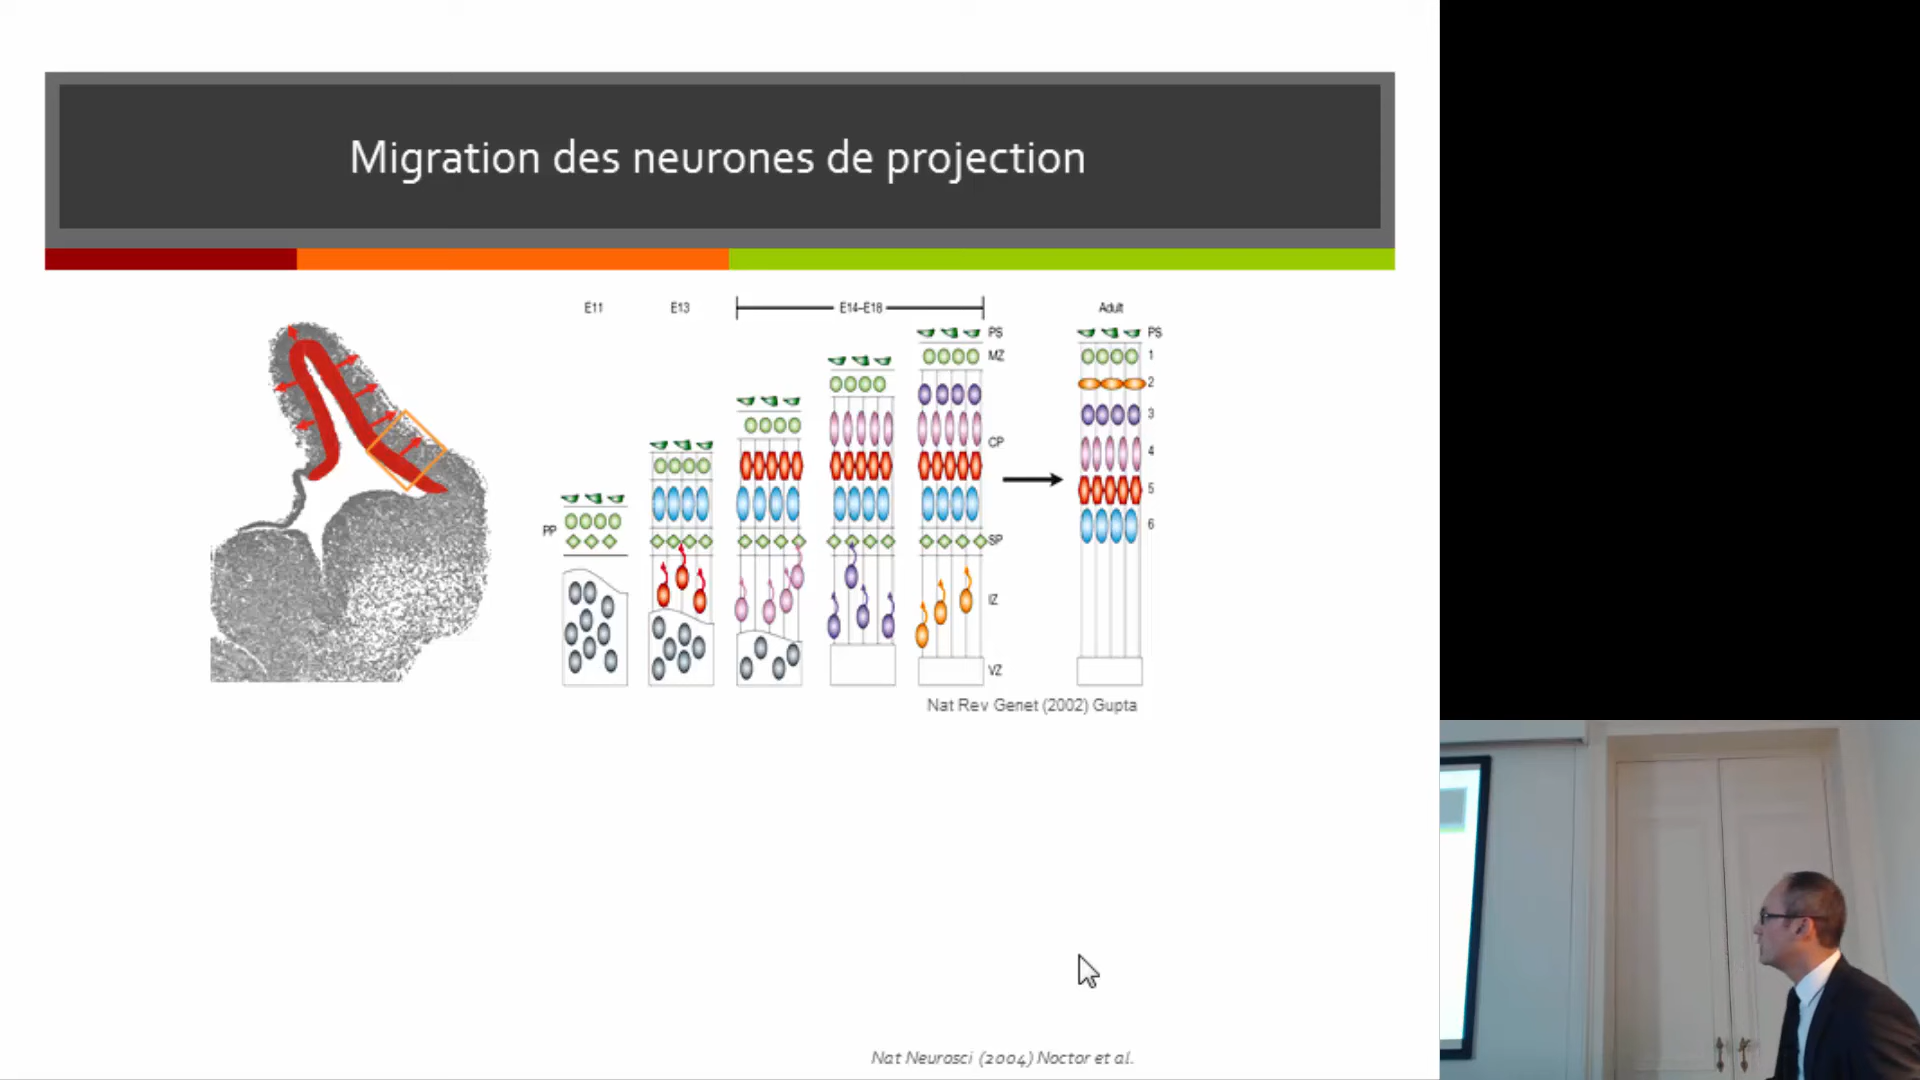 Migration des neurones de projection
E11 E13 E14–E18 Adult
PS PS
MZ 1
2
3
CP 4
5
PP 6
SP
IZ
VZ
Nat Rev Genet (2002) Gupta
Nat Neurosci (2004) Noctor et al.